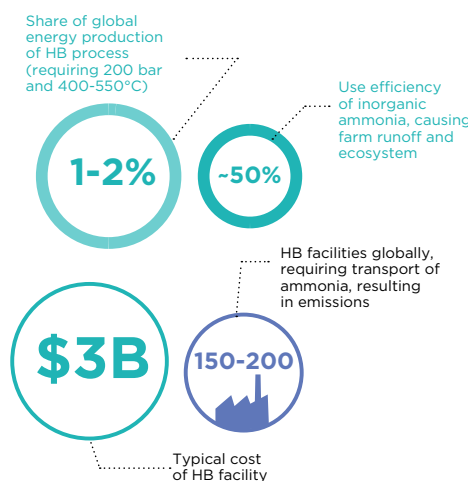 Share of global
energy production
of HB process
(requiring 200 bar
and 400-550°C)
1-2%
Use efficiency
of inorganic
ammonia, causing
farm runoff and
ecosystem
~50%
HB facilities globally,
requiring transport of
ammonia, resulting
in emissions
150-200
$3B
Typical cost
of HB facility